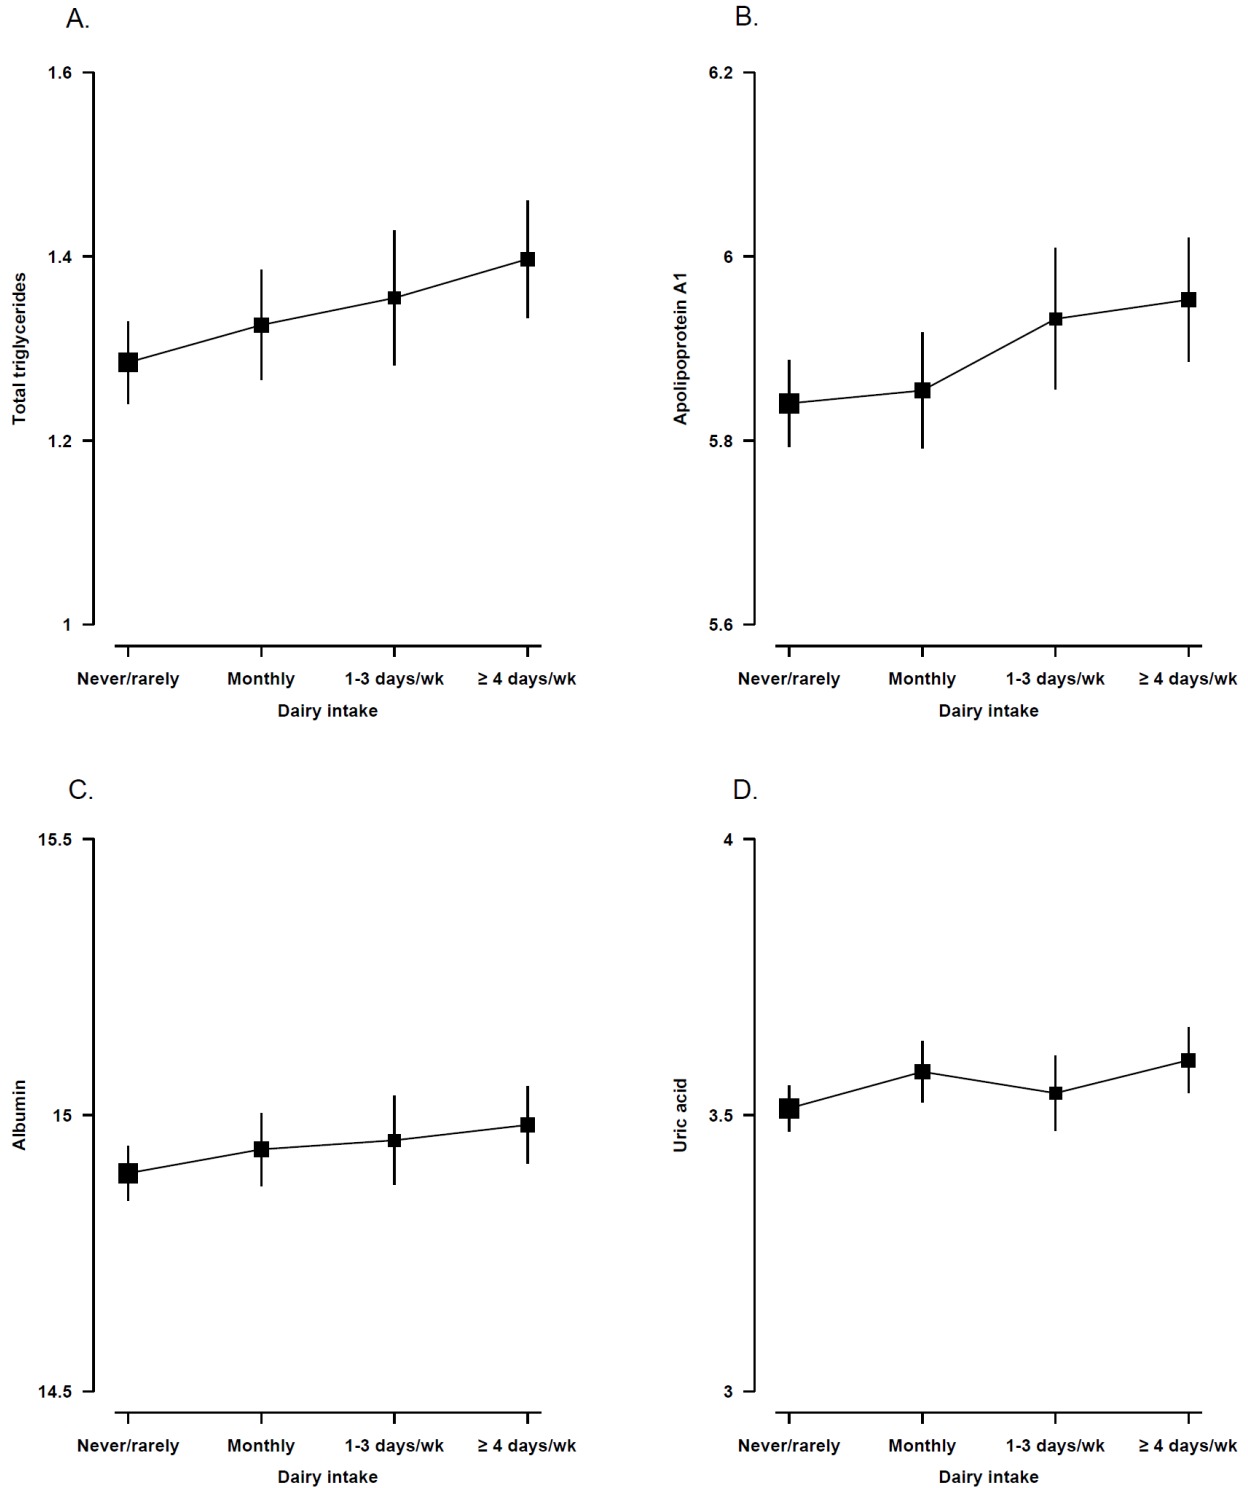 A.
1.6
1.4
1.2
1
Total triglycerides
Never/rarely Monthly 1-3 days/wk ≥ 4 days/wk
Dairy intake
B.
6.2
6
5.8
5.6
Apolipoprotein A1
Never/rarely Monthly 1-3 days/wk ≥ 4 days/wk
Dairy intake
C.
15.5
15
14.5
Albumin
Never/rarely Monthly 1-3 days/wk ≥ 4 days/wk
Dairy intake
D.
4
3.5
3
Uric acid
Never/rarely Monthly 1-3 days/wk ≥ 4 days/wk
Dairy intake